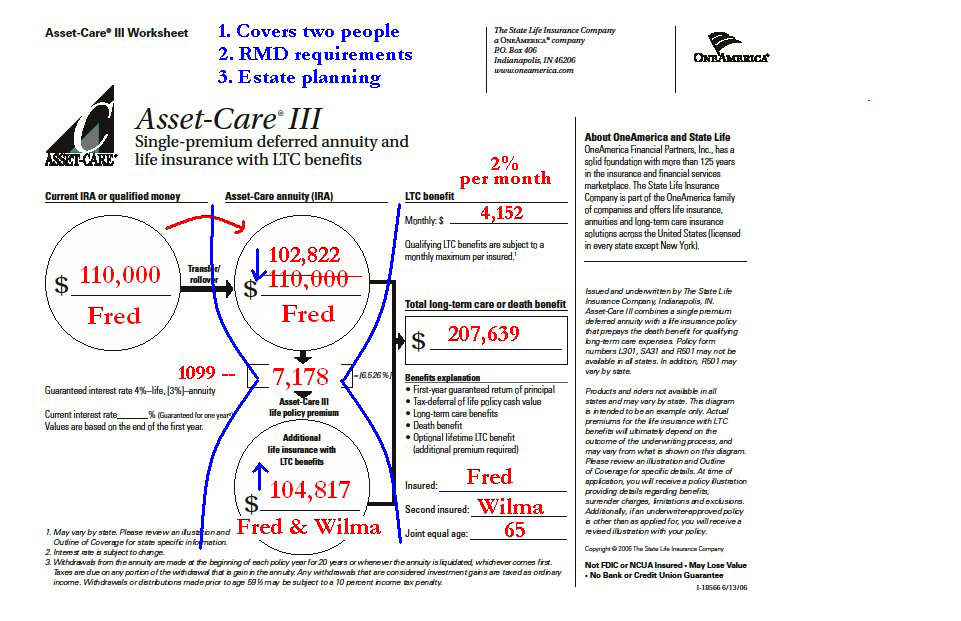 Asset-Care® III Worksheet
1. Covers two people
2. RMD requirements
3. Estate planning
The State Life Insurance Company
a ONEAMERICA® company
P.O. Box 406
Indianapolis, IN 46206
www.oneamerica.com
ONEAMERICA®
C
ASSET-CARE®
Asset-Care® III
Single-premium deferred annuity and
life insurance with LTC benefits
Current IRA or qualified money
$ 110,000
Fred
Transfer/
rollover
Asset-Care annuity (IRA)
102,822
$ 110,000
Fred
1099 --
7,178
=[6.526%]
Asset-Care III
life policy premium
Additional
life insurance with
LTC benefits
$ 104,817
Fred & Wilma
Guaranteed interest rate 4%–life, [3%]–annuity
Current interest rate % (Guaranteed for one year²)
Values are based on the end of the first year.
2%
per month
LTC benefit
Monthly: $ 4,152
Qualifying LTC benefits are subject to a
monthly maximum per insured.¹
Total long-term care or death benefit
$ 207,639
Benefits explanation
• First-year guaranteed return of principal
• Tax-deferral of life policy cash value
• Long-term care benefits
• Death benefit
• Optional lifetime LTC benefit
(additional premium required)
Insured: Fred
Second insured: Wilma
Joint equal age: 65
1. May vary by state. Please review an illustration and
Outline of Coverage for state specific information.
2. Interest rate is subject to change.
3. Withdrawals from the annuity are made at the beginning of each policy year for 20 years or whenever the annuity is liquidated, whichever comes first.
Taxes are due on any portion of the withdrawal that is gain in the annuity. Any withdrawals that are considered investment gains are taxed as ordinary
income. Withdrawals or distributions made prior to age 59½ may be subject to a 10 percent income tax penalty.
About OneAmerica and State Life
OneAmerica Financial Partners, Inc., has a
solid foundation with more than 125 years
in the insurance and financial services
marketplace. The State Life Insurance
Company is part of the OneAmerica family
of companies and offers life insurance,
annuities and long-term care insurance
solutions across the United States (licensed
in every state except New York).
Issued and underwritten by The State Life
Insurance Company, Indianapolis, IN.
Asset-Care III combines a single premium
deferred annuity with a life insurance policy
that prepays the death benefit for qualifying
long-term care expenses. Policy form
numbers L301, SA31 and R501 may not be
available in all states. In addition, R501 may
vary by state.
Products and riders not available in all
states and may vary by state. This diagram
is intended to be an example only. Actual
premiums for the life insurance with LTC
benefits will ultimately depend on the
outcome of the underwriting process, and
may vary from what is shown on this diagram.
Please review an illustration and Outline
of Coverage for specific details. At time of
application, you will receive a policy illustration
providing details regarding benefits,
surrender charges, limitations and exclusions.
Additionally, if an underwriter-approved policy
is other than as applied for, you will receive a
revised illustration with your policy.
Copyright © 2006 The State Life Insurance Company
Not FDIC or NCUA Insured • May Lose Value
• No Bank or Credit Union Guarantee
I-18566 6/13/06